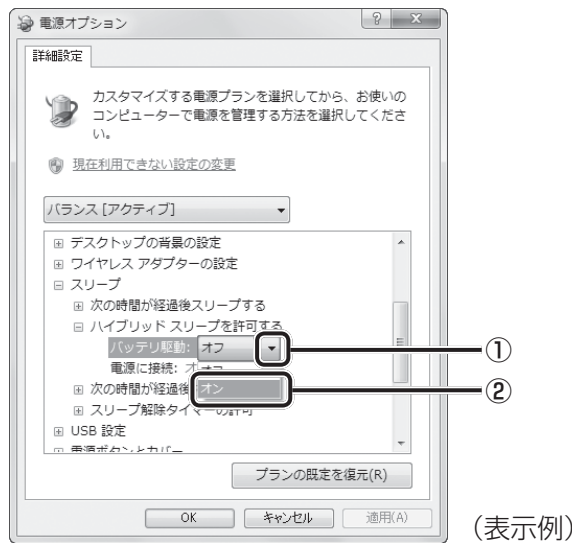 電源オプション
詳細設定
カスタマイズする電源プランを選択してから、お使いの
コンピューターで電源を管理する方法を選択してくださ
い。
現在利用できない設定の変更
バランス [アクティブ]
デスクトップの背景の設定
ワイヤレス アダプターの設定
スリープ
次の時間が経過後スリープする
ハイブリッド スリープを許可する
バッテリ駆動: オフ
①
電源に接続:
次の時間が経過後
オン
②
スリープ解除タイマーの許可
USB 設定
電源ボタンとカバー
プランの既定を復元(R)
OK キャンセル 適用(A)
(表示例)